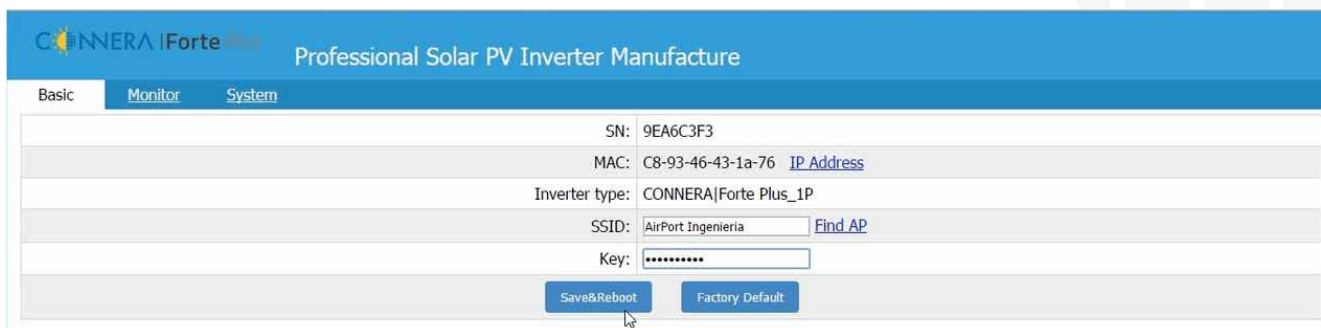 CONNERA|Forte Plus
Professional Solar PV Inverter Manufacture
Basic Monitor System
SN: 9EA6C3F3
MAC: C8-93-46-43-1a-76 IP Address
Inverter type: CONNERA|Forte Plus_1P
SSID: AirPort Ingenieria Find AP
Key: ••••••••••
Save&Reboot Factory Default